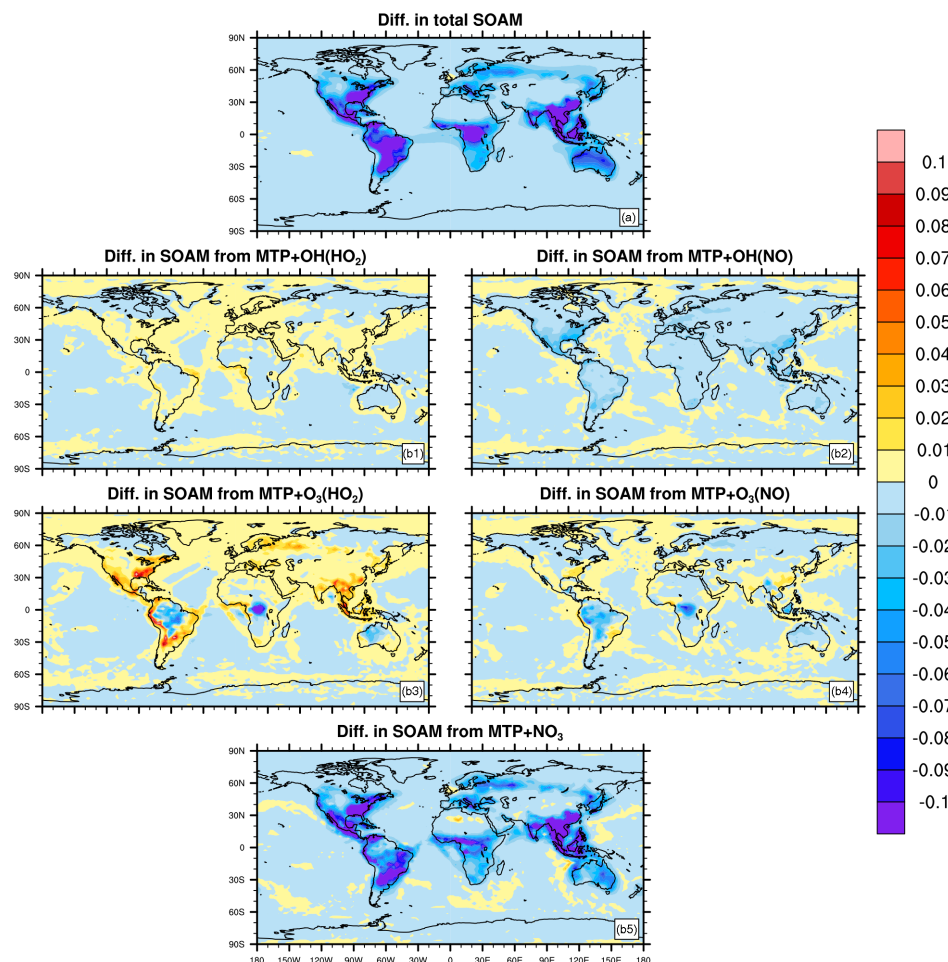 Diff. in total SOAM
90N
60N
30N
0
30S
60S
90S
(a)
Diff. in SOAM from MTP+OH(HO₂)
90N
60N
30N
0
30S
60S
90S
(b1)
Diff. in SOAM from MTP+OH(NO)
90N
60N
30N
0
30S
60S
90S
(b2)
Diff. in SOAM from MTP+O₃(HO₂)
90N
60N
30N
0
30S
60S
90S
(b3)
Diff. in SOAM from MTP+O₃(NO)
90N
60N
30N
0
30S
60S
90S
(b4)
Diff. in SOAM from MTP+NO₃
90N
60N
30N
0
30S
60S
90S
(b5)
180 150W 120W 90W 60W 30W 0 30E 60E 90E 120E 150E 180
0.1
0.09
0.08
0.07
0.06
0.05
0.04
0.03
0.02
0.01
0
-0.01
-0.02
-0.03
-0.04
-0.05
-0.06
-0.07
-0.08
-0.09
-0.1